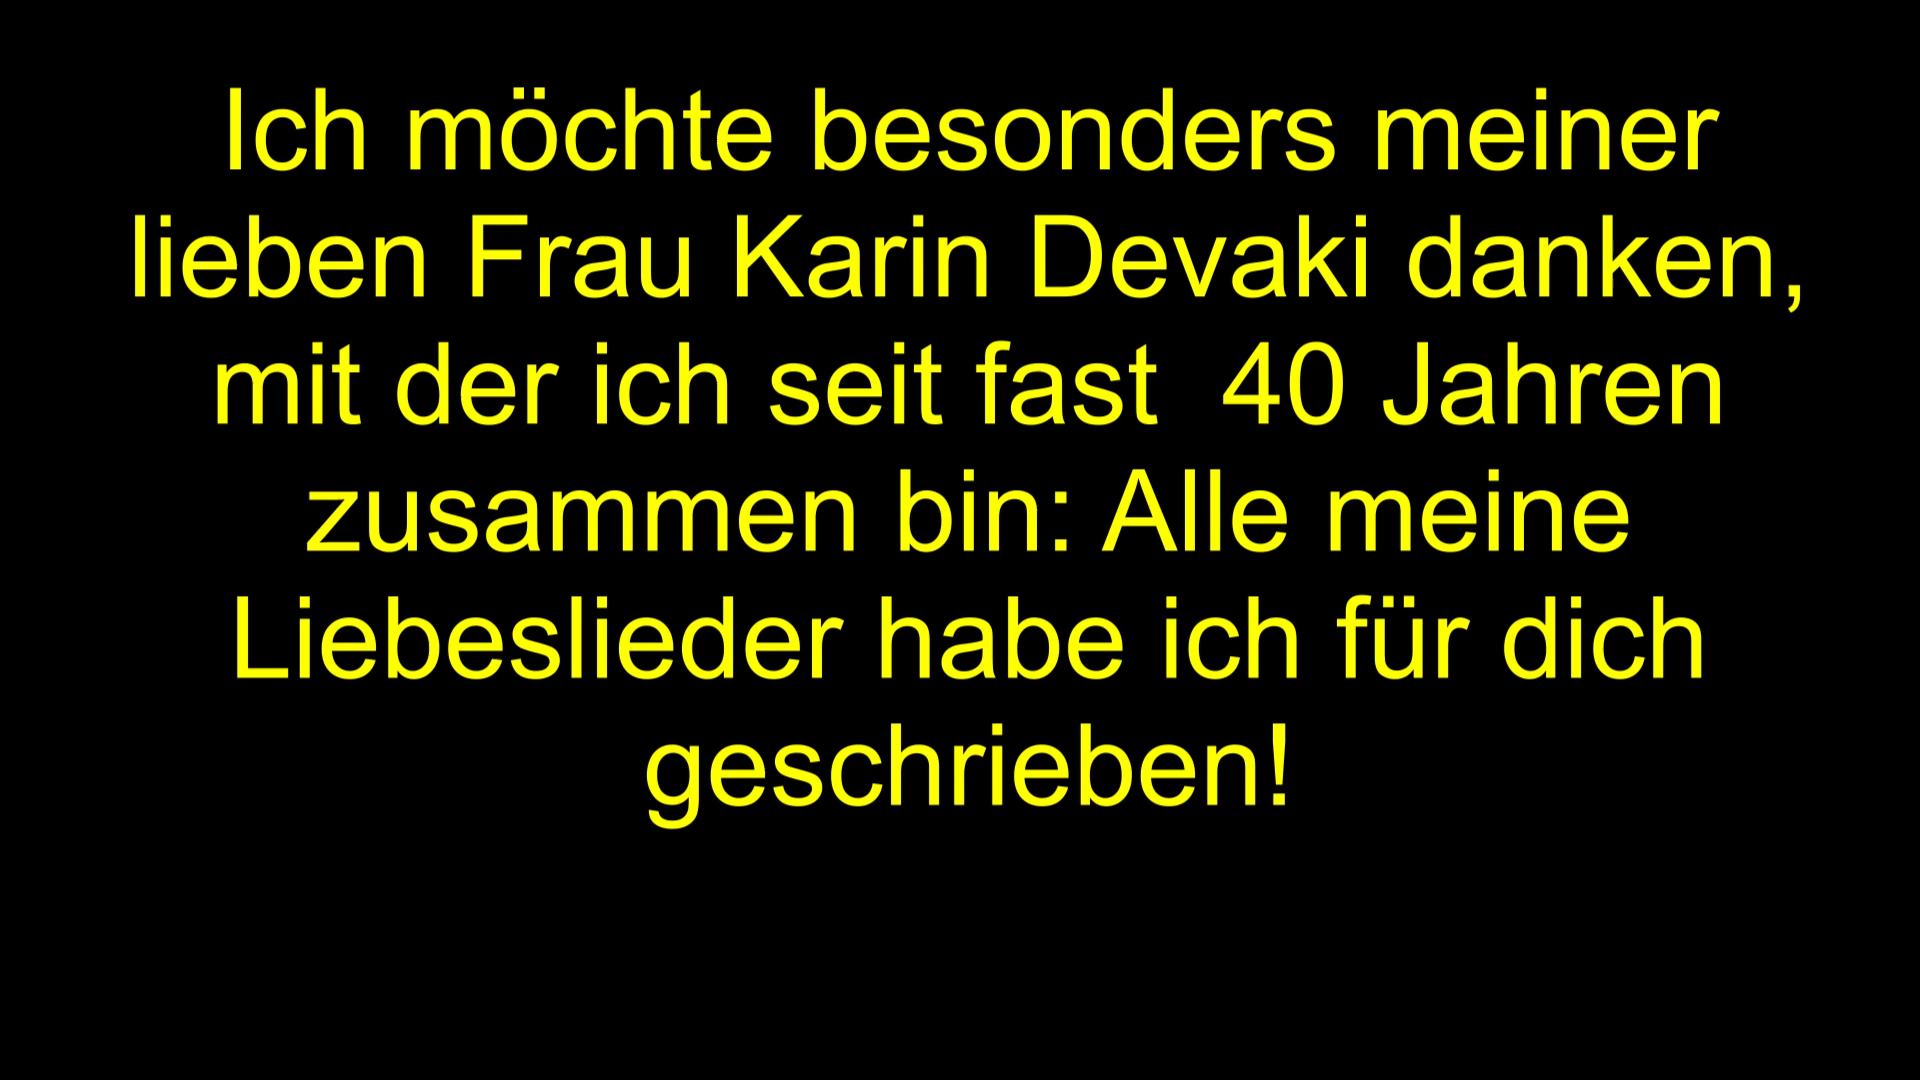 Ich möchte besonders meiner
lieben Frau Karin Devaki danken,
mit der ich seit fast  40 Jahren
zusammen bin: Alle meine
Liebeslieder habe ich für dich
geschrieben!